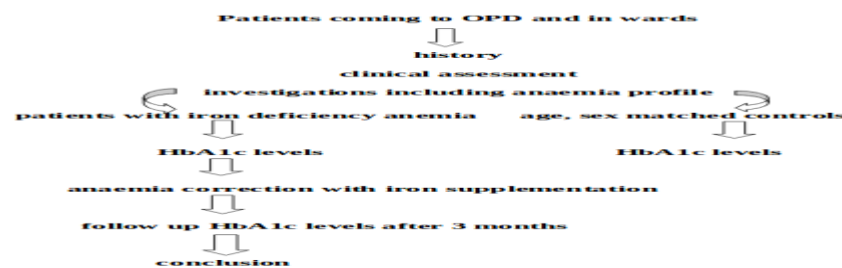 Patients coming to OPD and in wards
history
clinical assessment
investigations including anaemia profile
patients with iron deficiency anemia age, sex matched controls
HbA1c levels HbA1c levels
anaemia correction with iron supplementation
follow up HbA1c levels after 3 months
conclusion